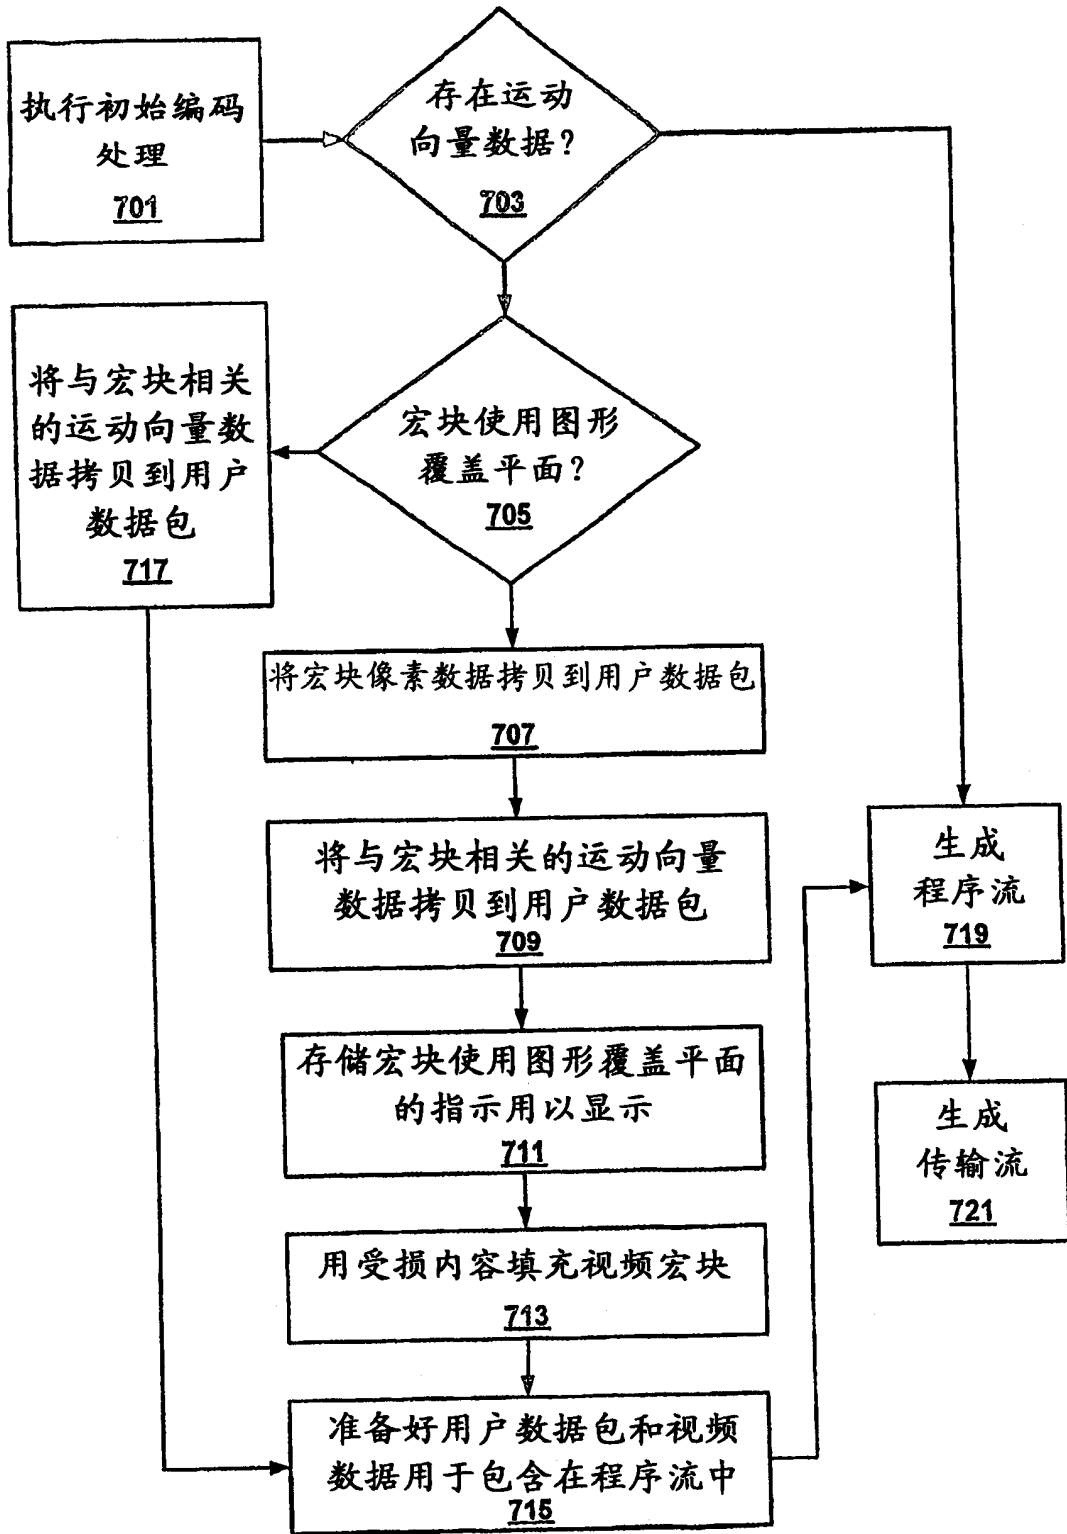 执行初始编码
处理
701
存在运动
向量数据?
703
将与宏块相关
的运动向量数
据拷贝到用户
数据包
717
宏块使用图形
覆盖平面?
705
将宏块像素数据拷贝到用户数据包
707
将与宏块相关的运动向量
数据拷贝到用户数据包
709
存储宏块使用图形覆盖平面
的指示用以显示
711
用受损内容填充视频宏块
713
准备好用户数据包和视频
数据用于包含在程序流中
715
生成
程序流
719
生成
传输流
721